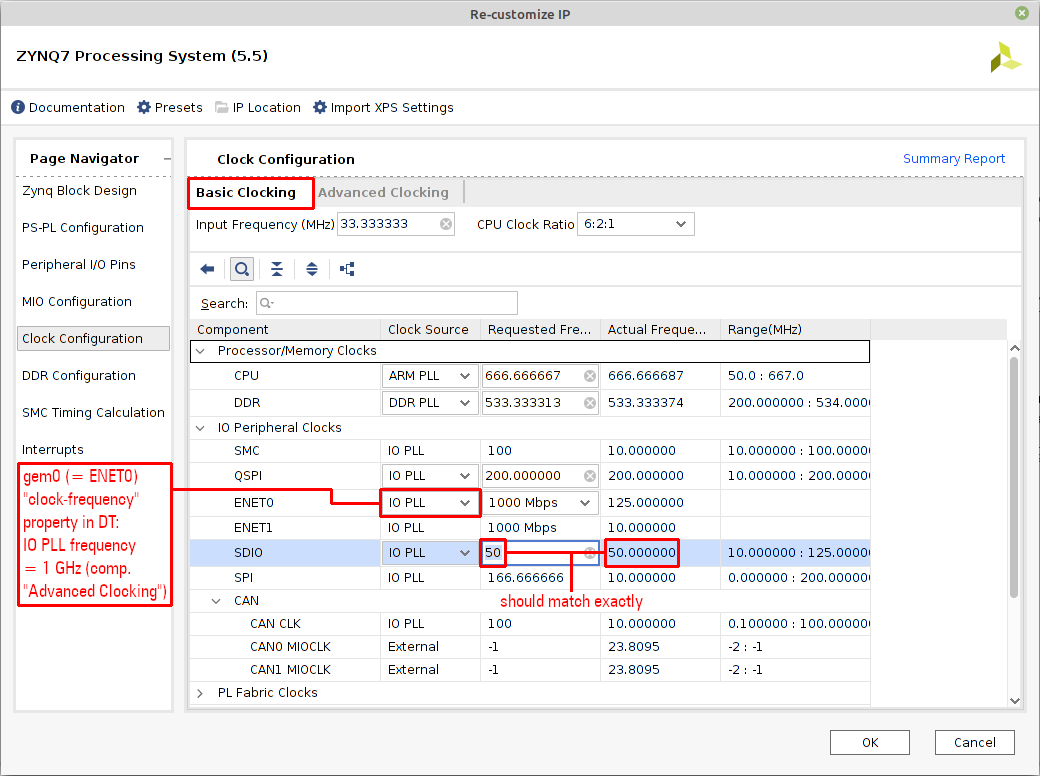 Re-customize IP
ZYNQ7 Processing System (5.5)
Documentation Presets IP Location Import XPS Settings
Page Navigator
Zynq Block Design
PS-PL Configuration
Peripheral I/O Pins
MIO Configuration
Clock Configuration
DDR Configuration
SMC Timing Calculation
Interrupts
gem0 (= ENET0)
"clock-frequency"
property in DT:
IO PLL frequency
= 1 GHz (comp.
"Advanced Clocking")
Clock Configuration Summary Report
Basic Clocking Advanced Clocking
Input Frequency (MHz) 33.333333 CPU Clock Ratio 6:2:1
Search:
Component Clock Source Requested Fre... Actual Freque... Range(MHz)
Processor/Memory Clocks
CPU ARM PLL 666.666667 666.666687 50.0 : 667.0
DDR DDR PLL 533.333313 533.333374 200.000000 : 534.0000
IO Peripheral Clocks
SMC IO PLL 100 10.000000 10.000000 : 100.0000
QSPI IO PLL 200.000000 200.000000 10.000000 : 200.0000
ENET0 IO PLL 1000 Mbps 125.000000
ENET1 IO PLL 1000 Mbps 10.000000
SDIO IO PLL 50 50.000000 10.000000 : 125.0000
SPI IO PLL 166.666666 10.000000 0.000000 : 200.00000
should match exactly
CAN
CAN CLK IO PLL 100 10.000000 0.100000 : 100.00000
CAN0 MIOCLK External -1 23.8095 -2 : -1
CAN1 MIOCLK External -1 23.8095 -2 : -1
PL Fabric Clocks
OK Cancel